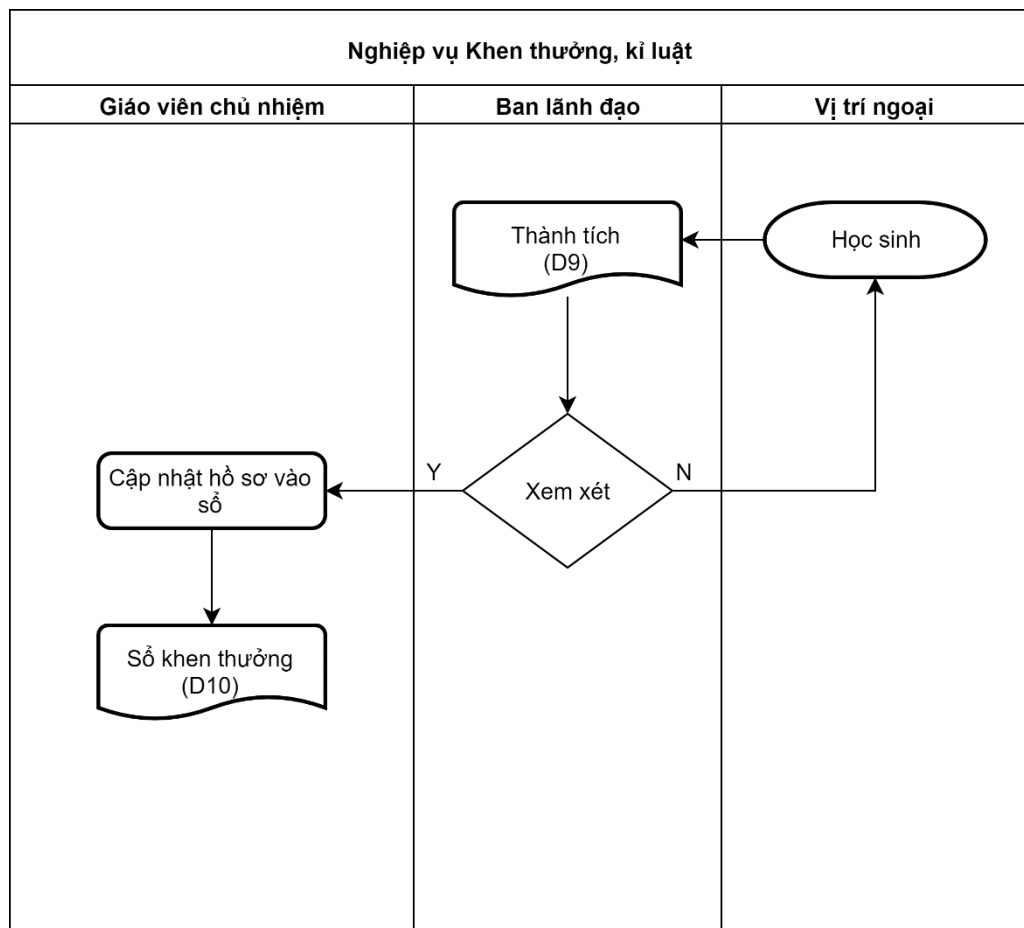 Nghiệp vụ Khen thưởng, kỉ luật
Giáo viên chủ nhiệm
Ban lãnh đạo
Vị trí ngoại
Thành tích
(D9)
Học sinh
Cập nhật hồ sơ vào
sổ
Y
Xem xét
N
Sổ khen thưởng
(D10)